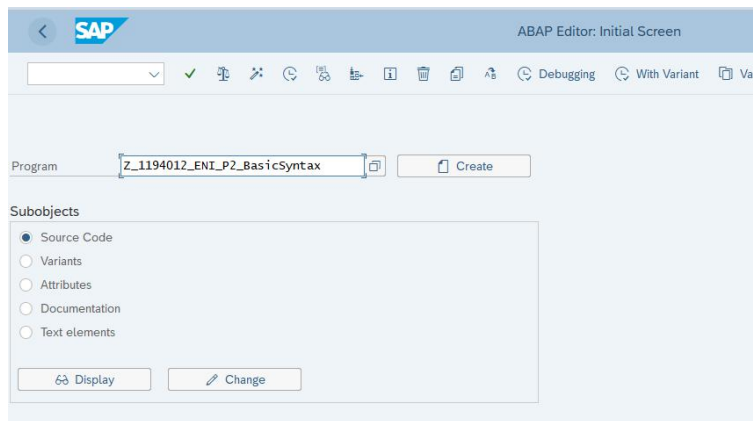 SAP
ABAP Editor: Initial Screen
Debugging With Variant Va
Program Z_1194012_ENI_P2_BasicSyntax Create
Subobjects
Source Code
Variants
Attributes
Documentation
Text elements
Display Change